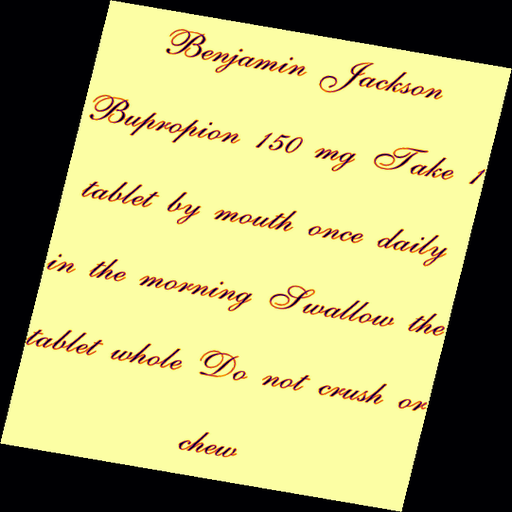 Benjamin Jackson
Bupropion 150 mg Take 1
tablet by mouth once daily
in the morning Swallow the
tablet whole Do not crush or
chew